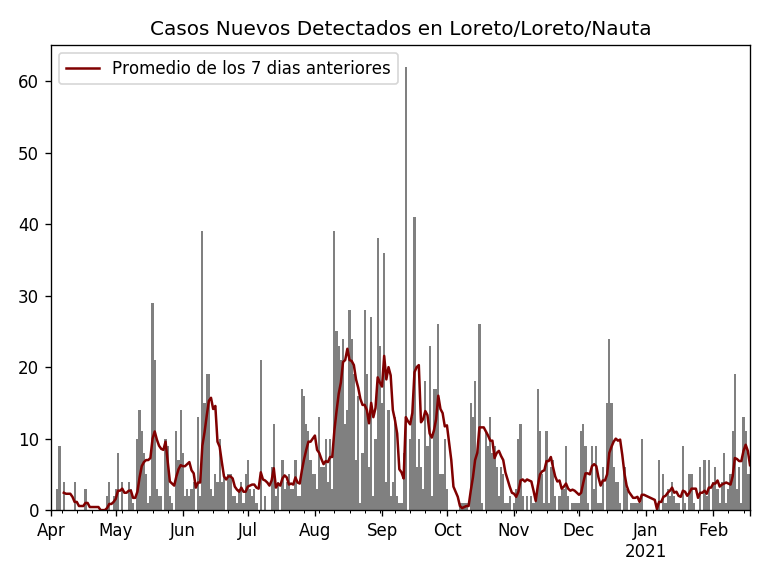 Casos Nuevos Detectados en Loreto/Loreto/Nauta
Promedio de los 7 dias anteriores
60
50
40
30
20
10
0
Apr May Jun Jul Aug Sep Oct Nov Dec Jan Feb
2021